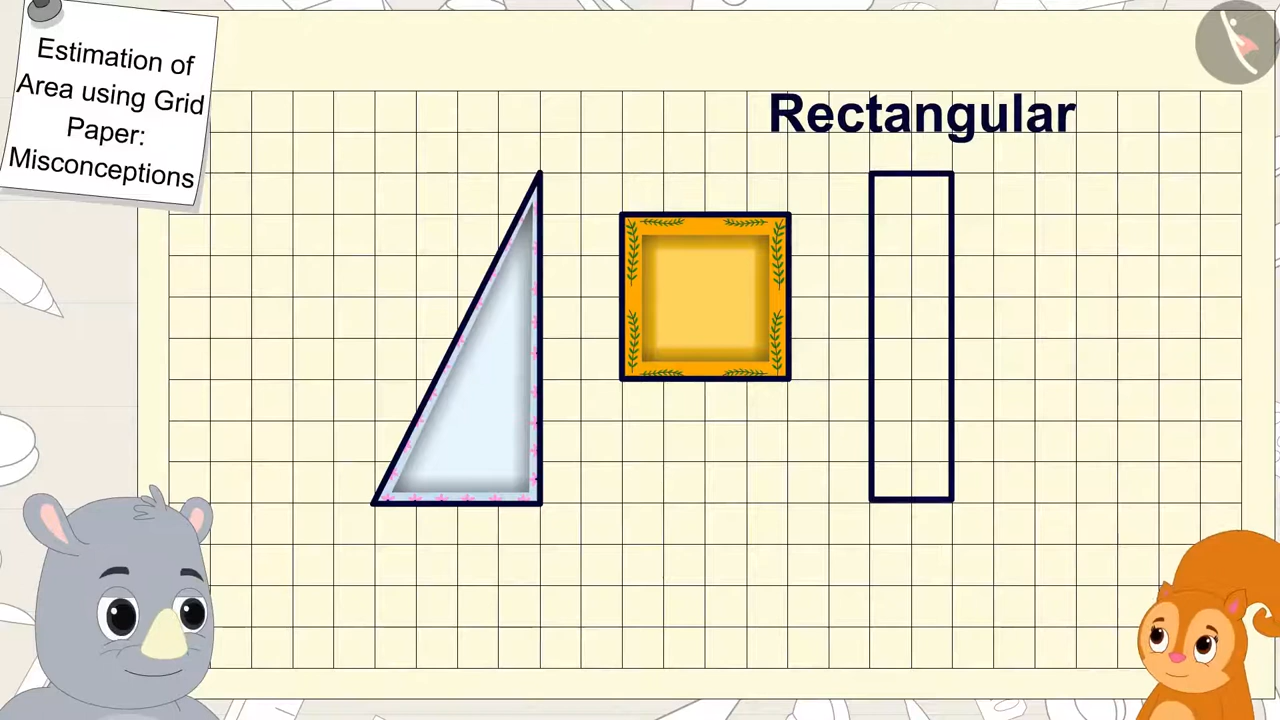 Estimation of
Area using Grid
Paper:
Misconceptions
Rectangular